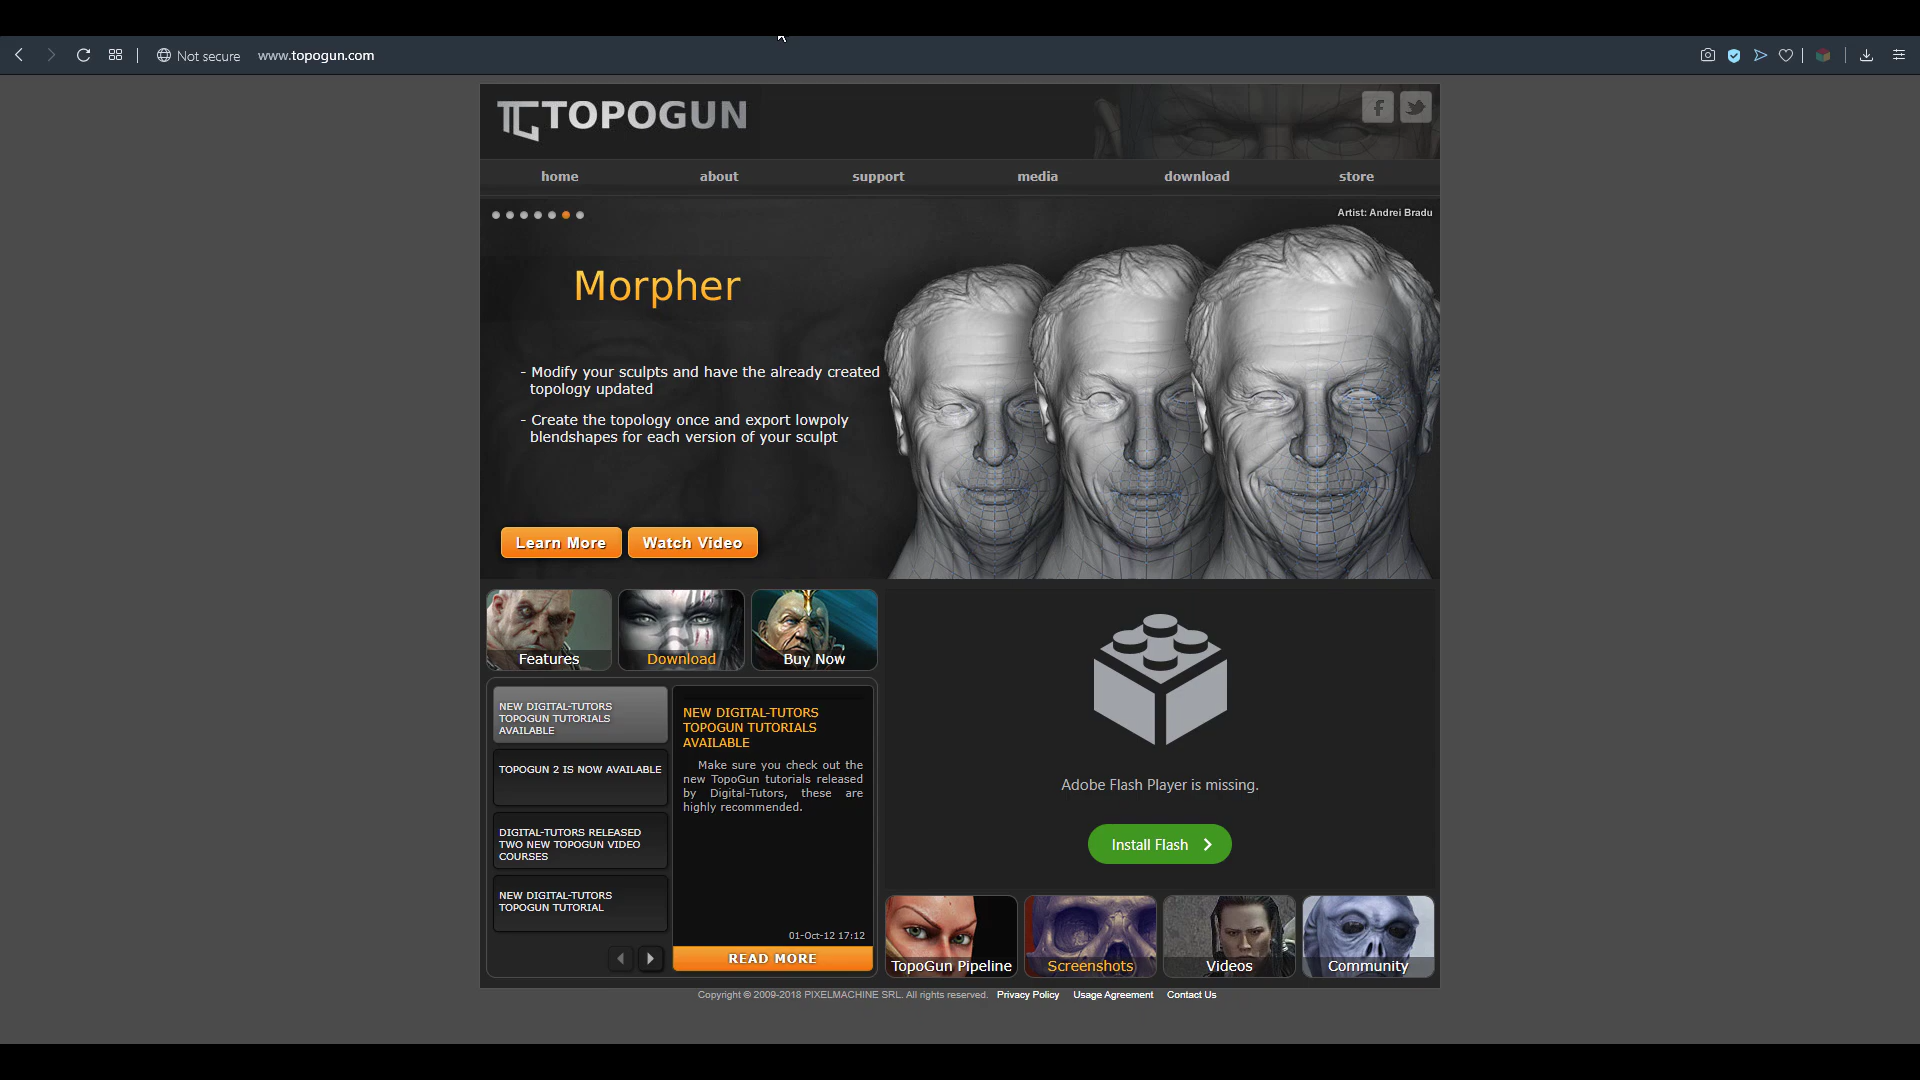 Not secure www.topogun.com
TOPOGUN
home about support media download store
Artist: Andrei Bradu
Morpher
- Modify your sculpts and have the already created
topology updated
- Create the topology once and export lowpoly
blendshapes for each version of your sculpt
Learn More Watch Video
Features Download Buy Now
NEW DIGITAL-TUTORS
TOPOGUN TUTORIALS
AVAILABLE
TOPOGUN 2 IS NOW AVAILABLE
DIGITAL-TUTORS RELEASED
TWO NEW TOPOGUN VIDEO
COURSES
NEW DIGITAL-TUTORS
TOPOGUN TUTORIAL
NEW DIGITAL-TUTORS
TOPOGUN TUTORIALS
AVAILABLE
Make sure you check out the
new TopoGun tutorials released
by Digital-Tutors, these are
highly recommended.
01-Oct-12 17:12
READ MORE
Adobe Flash Player is missing.
Install Flash
TopoGun Pipeline Screenshots Videos Community
Copyright © 2009-2018 PIXELMACHINE SRL. All rights reserved. Privacy Policy Usage Agreement Contact Us